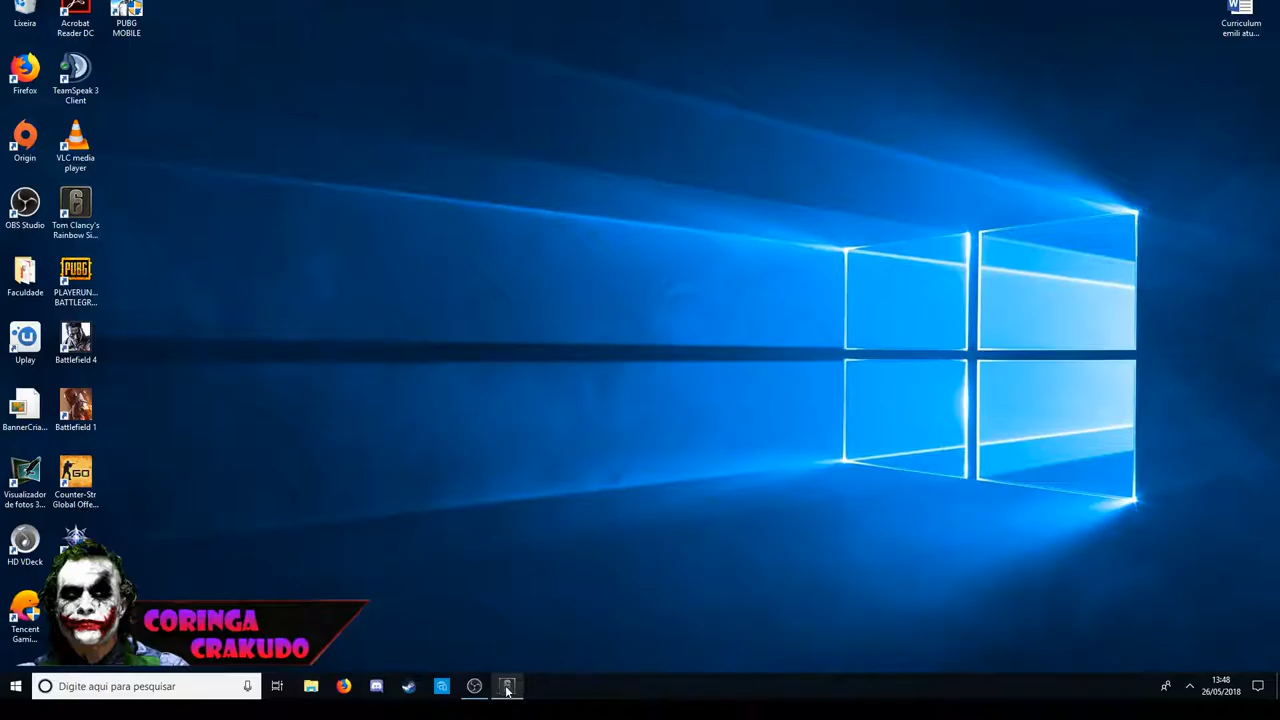 Lixeira
Acrobat
Reader DC
PUBG
MOBILE
Curriculum
emili atu...
Firefox
TeamSpeak 3
Client
Origin
VLC media
player
OBS Studio
Tom Clancy's
Rainbow Si...
Faculdade
PUBG
PLAYERUN...
BATTLEGR...
Uplay
Battlefield 4
BannerCria...
Battlefield 1
GO
Visualizador
de fotos 3...
Counter-Str
Global Offe...
HD VDeck
Tencent
Gami...
CORINGA
CRAKUDO
Digite aqui para pesquisar
13:48
26/05/2018